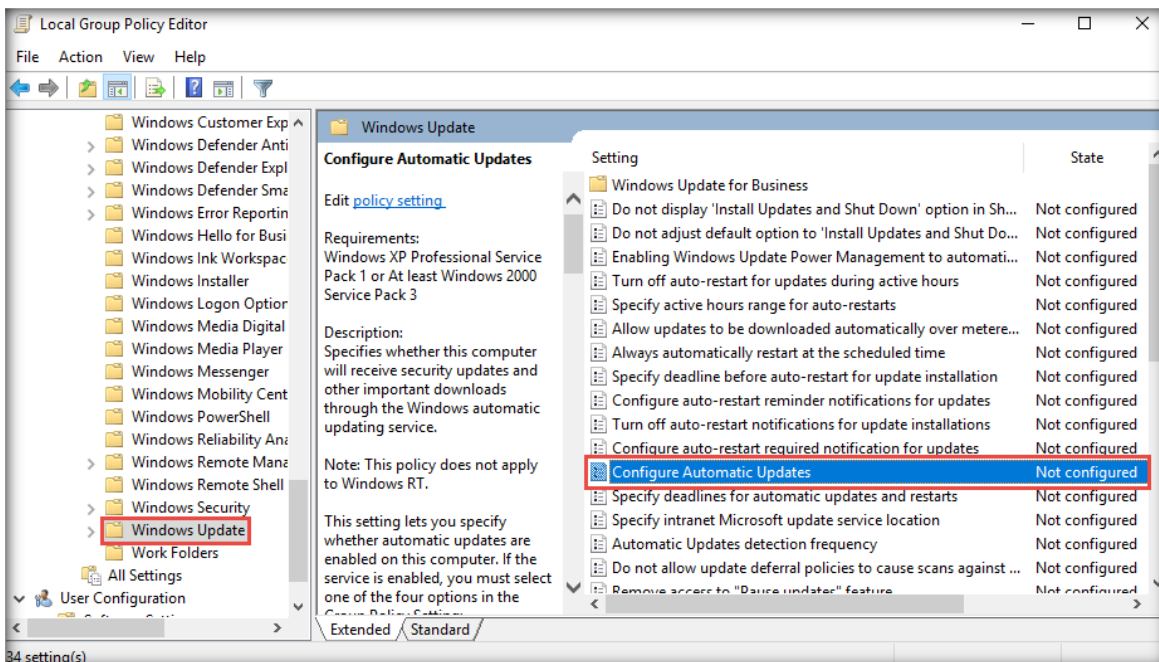 Local Group Policy Editor
File Action View Help
Windows Customer Exp
Windows Defender Anti
Windows Defender Expl
Windows Defender Sma
Windows Error Reportin
Windows Hello for Busi
Windows Ink Workspac
Windows Installer
Windows Logon Option
Windows Media Digital
Windows Media Player
Windows Messenger
Windows Mobility Cent
Windows PowerShell
Windows Reliability Ana
Windows Remote Mana
Windows Remote Shell
Windows Security
Windows Update
Work Folders
All Settings
User Configuration
Windows Update
Configure Automatic Updates
Edit policy setting
Requirements:
Windows XP Professional Service
Pack 1 or At least Windows 2000
Service Pack 3
Description:
Specifies whether this computer
will receive security updates and
other important downloads
through the Windows automatic
updating service.
Note: This policy does not apply
to Windows RT.
This setting lets you specify
whether automatic updates are
enabled on this computer. If the
service is enabled, you must select
one of the four options in the
Group Policy Setting:
Setting State
Windows Update for Business
Do not display 'Install Updates and Shut Down' option in Sh... Not configured
Do not adjust default option to 'Install Updates and Shut Do... Not configured
Enabling Windows Update Power Management to automati... Not configured
Turn off auto-restart for updates during active hours Not configured
Specify active hours range for auto-restarts Not configured
Allow updates to be downloaded automatically over metere... Not configured
Always automatically restart at the scheduled time Not configured
Specify deadline before auto-restart for update installation Not configured
Configure auto-restart reminder notifications for updates Not configured
Turn off auto-restart notifications for update installations Not configured
Configure auto-restart required notification for updates Not configured
Configure Automatic Updates Not configured
Specify deadlines for automatic updates and restarts Not configured
Specify intranet Microsoft update service location Not configured
Automatic Updates detection frequency Not configured
Do not allow update deferral policies to cause scans against ... Not configured
Remove access to "Pause updates" feature Not configured
Extended Standard
34 setting(s)